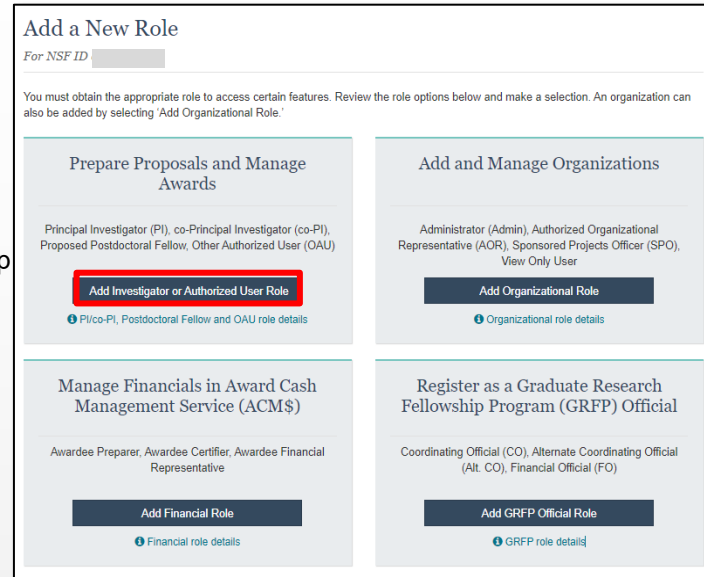 Add a New Role
For NSF ID
You must obtain the appropriate role to access certain features. Review the role options below and make a selection. An organization can
also be added by selecting ‘Add Organizational Role.’
Prepare Proposals and Manage
Awards
Principal Investigator (PI), co-Principal Investigator (co-PI),
Proposed Postdoctoral Fellow, Other Authorized User (OAU)
Add Investigator or Authorized User Role
PI/co-PI, Postdoctoral Fellow and OAU role details
Add and Manage Organizations
Administrator (Admin), Authorized Organizational
Representative (AOR), Sponsored Projects Officer (SPO),
View Only User
Add Organizational Role
Organizational role details
p
Manage Financials in Award Cash
Management Service (ACM$)
Awardee Preparer, Awardee Certifier, Awardee Financial
Representative
Add Financial Role
Financial role details
Register as a Graduate Research
Fellowship Program (GRFP) Official
Coordinating Official (CO), Alternate Coordinating Official
(Alt. CO), Financial Official (FO)
Add GRFP Official Role
GRFP role details